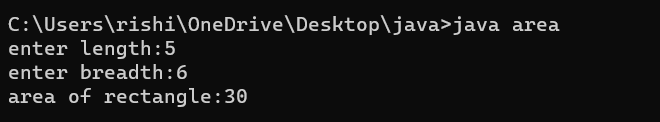 C:\Users\rishi\OneDrive\Desktop\java>java area
enter length:5
enter breadth:6
area of rectangle:30